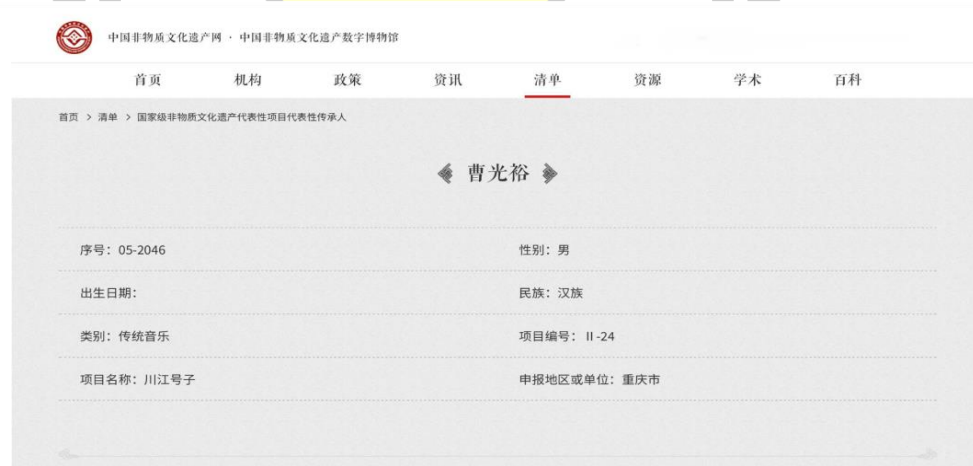 中国非物质文化遗产网 · 中国非物质文化遗产数字博物馆
首页 机构 政策 资讯 清单 资源 学术 百科
首页 > 清单 > 国家级非物质文化遗产代表性项目代表性传承人
曹光裕
序号：05-2046 性别：男
出生日期： 民族：汉族
类别：传统音乐 项目编号：Ⅱ-24
项目名称：川江号子 申报地区或单位：重庆市